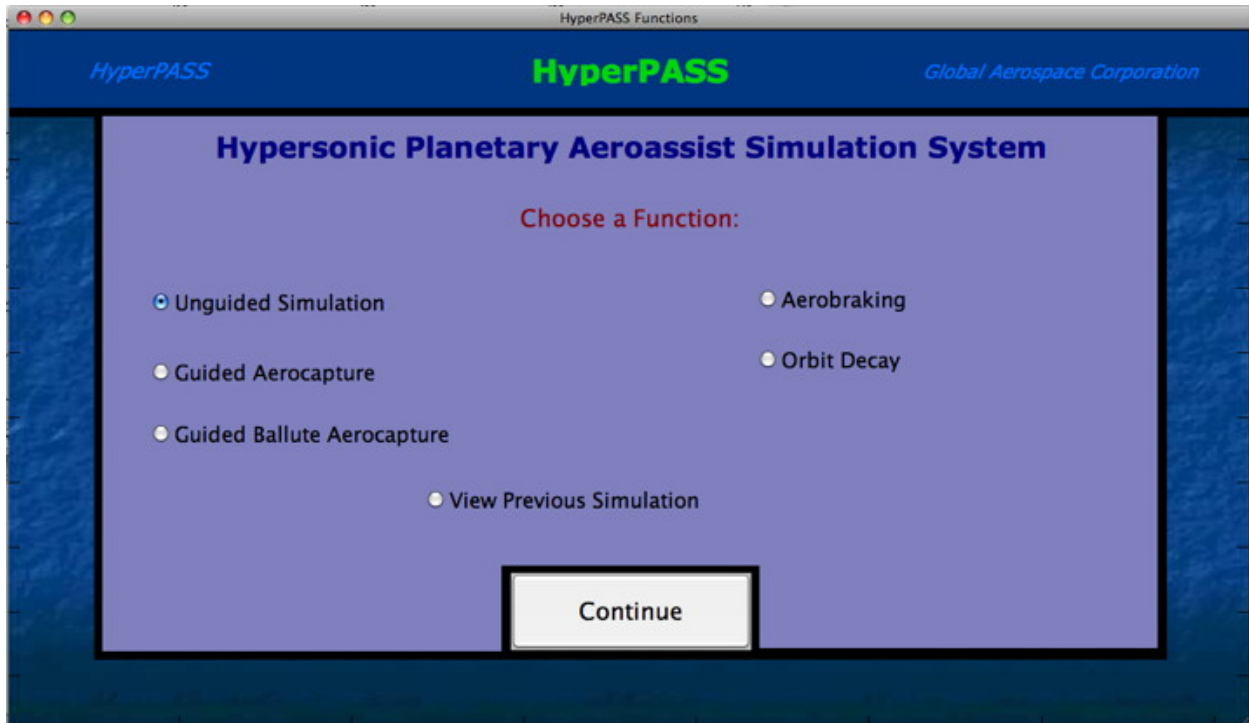 HyperPASS Functions
HyperPASS HyperPASS Global Aerospace Corporation
Hypersonic Planetary Aeroassist Simulation System
Choose a Function:
Unguided Simulation
Aerobraking
Guided Aerocapture
Orbit Decay
Guided Ballute Aerocapture
View Previous Simulation
Continue